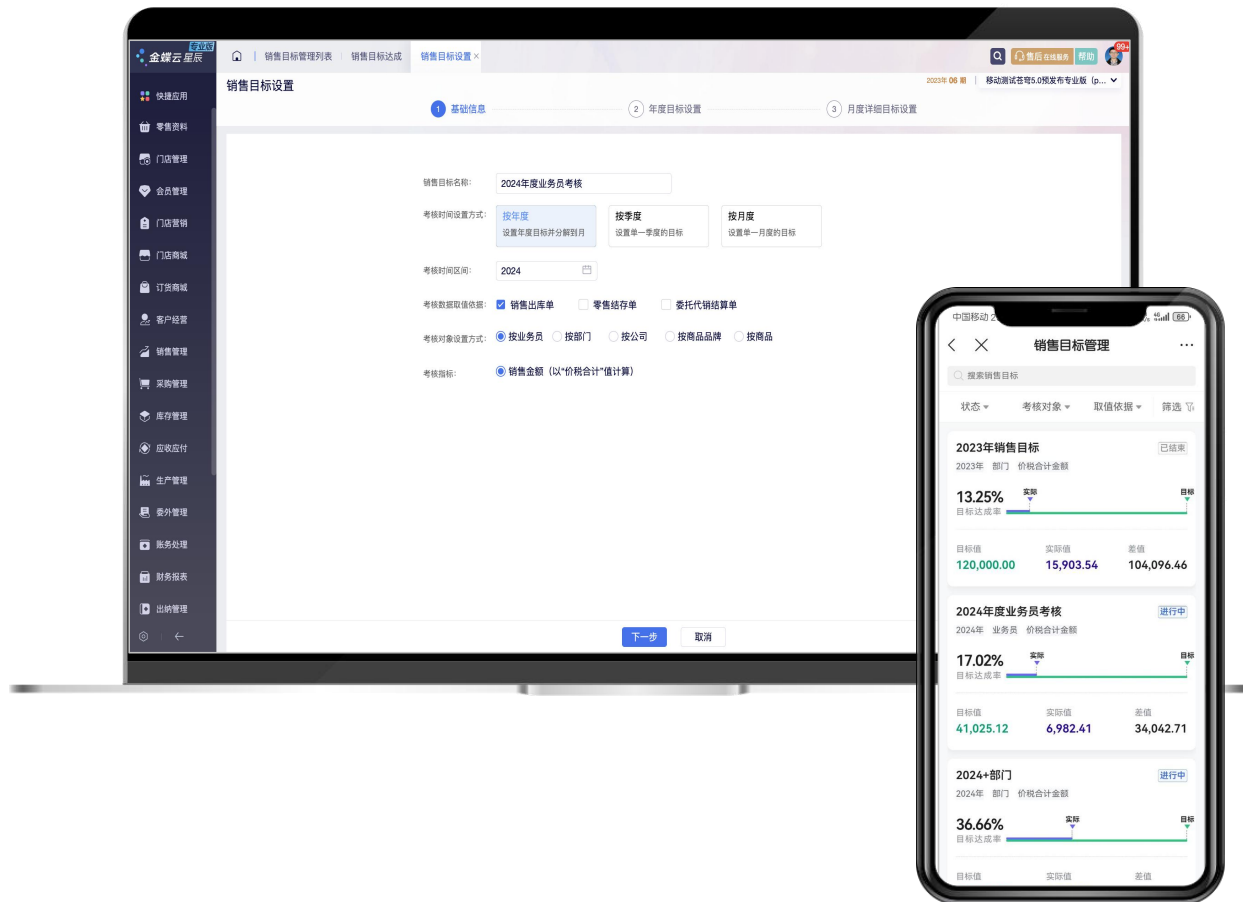 金蝶云 星辰 专业版
销售目标管理列表 销售目标达成 销售目标设置 ×
售后 在线服务 帮助 99+
销售目标设置
2023年 06 期 移动测试苍穹5.0预发布专业版 (p...
1 基础信息 2 年度目标设置 3 月度详细目标设置
快捷应用
零售资料
门店管理
会员管理
门店营销
门店商城
订货商城
客户经营
销售管理
采购管理
库存管理
应收应付
生产管理
委外管理
账务处理
财务报表
出纳管理
销售目标名称: 2024年度业务员考核
考核时间设置方式: 按年度 按季度 按月度
设置年度目标并分解到月 设置单一季度的目标 设置单一月度的目标
考核时间区间: 2024
考核数据取值依据: 销售出库单 零售结存单 委托代销结算单
考核对象设置方式: 按业务员 按部门 按公司 按商品品牌 按商品
考核指标: 销售金额 (以"价税合计"值计算)
下一步 取消
中国移动 2 46 66
销售目标管理 ...
搜索销售目标
状态 考核对象 取值依据 筛选
2023年销售目标 已结束
2023年 部门 价税合计金额
13.25% 实际 目标
目标达成率
目标值 实际值 差值
120,000.00 15,903.54 104,096.46
2024年度业务员考核 进行中
2024年 业务员 价税合计金额
17.02% 实际 目标
目标达成率
目标值 实际值 差值
41,025.12 6,982.41 34,042.71
2024+部门 进行中
2024年 部门 价税合计金额
36.66% 实际 目标
目标达成率
目标值 实际值 差值